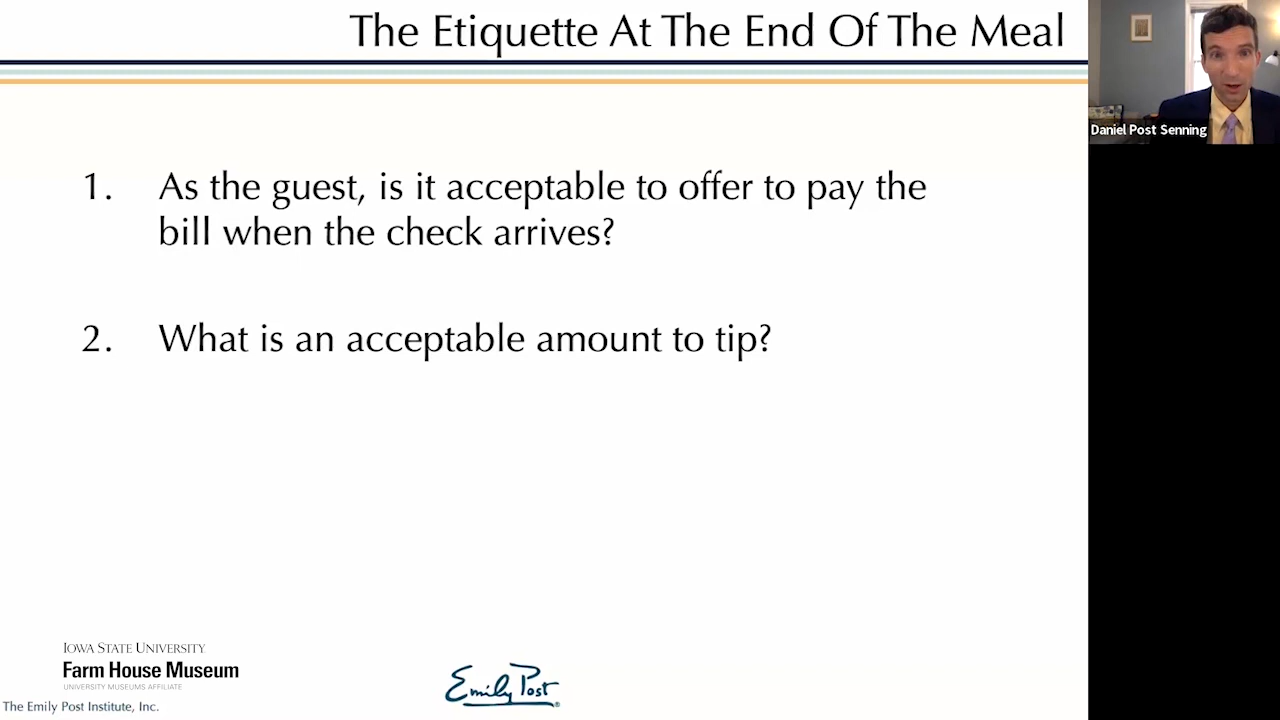 The Etiquette At The End Of The Meal
Daniel Post Senning
1. As the guest, is it acceptable to offer to pay the
bill when the check arrives?
2. What is an acceptable amount to tip?
IOWA STATE UNIVERSITY
Farm House Museum
UNIVERSITY MUSEUMS AFFILIATE
Emily Post®
The Emily Post Institute, Inc.